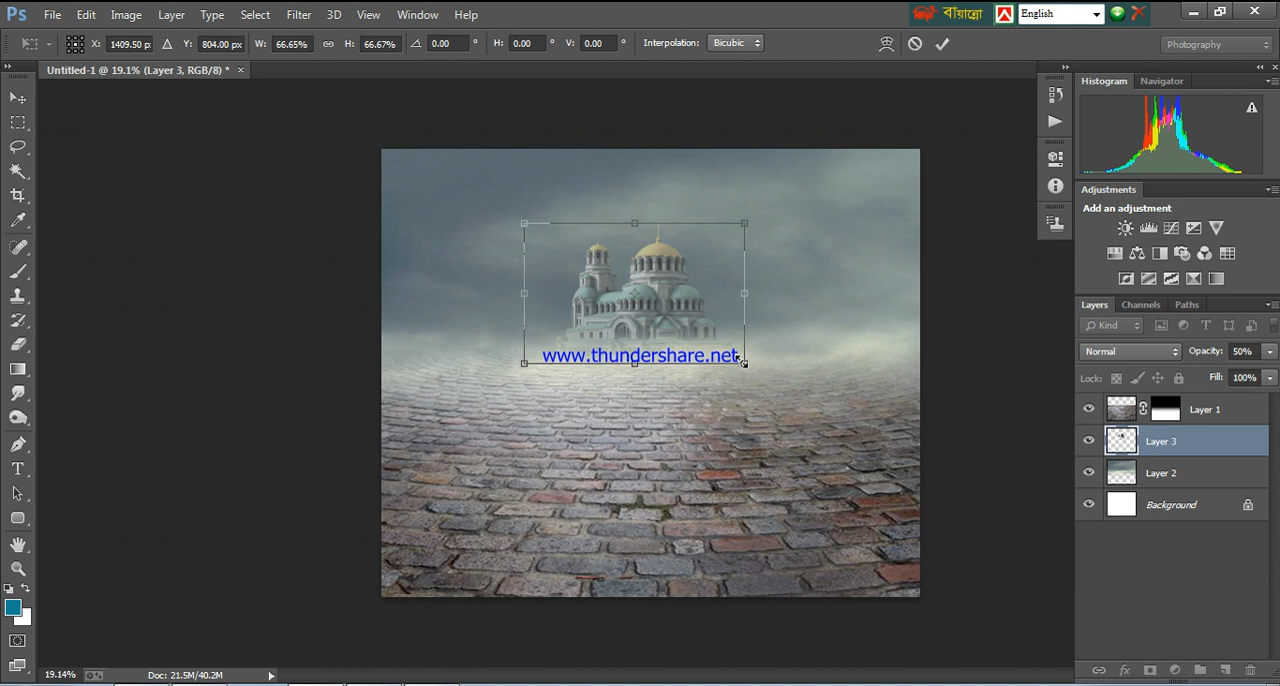 Ps File Edit Image Layer Type Select Filter 3D View Window Help
বায়ান্নো English
X: 1409.50 p: Y: 804.00 px W: 66.65% H: 66.67% 0.00 ° H: 0.00 ° V: 0.00 ° Interpolation: Bicubic Photography
Untitled-1 @ 19.1% (Layer 3, RGB/8) * ×
Histogram Navigator
Adjustments
Add an adjustment
Layers Channels Paths
Kind
Normal Opacity: 50%
Lock: Fill: 100%
Layer 1
Layer 3
Layer 2
Background
www.thundershare.net
19.14% Doc: 21.5M/40.2M